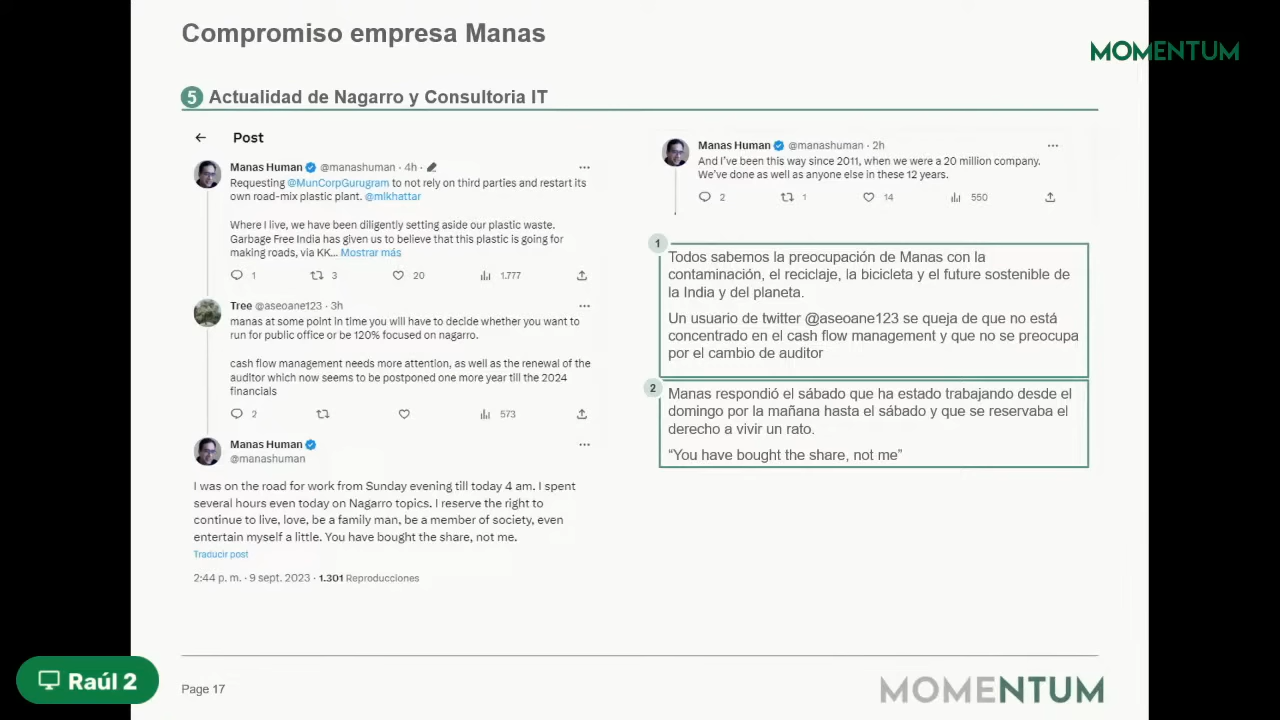 Compromiso empresa Manas
MOMENTUM
5 Actualidad de Nagarro y Consultoria IT
Post
Manas Human @manashuman · 4h ·
Requesting @MunCorpGurugram to not rely on third parties and restart its
own road-mix plastic plant. @mlkhattar
Where I live, we have been diligently setting aside our plastic waste.
Garbage Free India has given us to believe that this plastic is going for
making roads, via KK... Mostrar más
1 3 20 1.777
Tree @aseoane123 · 3h
manas at some point in time you will have to decide whether you want to
run for public office or be 120% focused on nagarro.
cash flow management needs more attention, as well as the renewal of the
auditor which now seems to be postponed one more year till the 2024
financials
2 573
Manas Human
@manashuman
I was on the road for work from Sunday evening till today 4 am. I spent
several hours even today on Nagarro topics. I reserve the right to
continue to live, love, be a family man, be a member of society, even
entertain myself a little. You have bought the share, not me.
Traducir post
2:44 p. m. · 9 sept. 2023 · 1.301 Reproducciones
Manas Human @manashuman · 2h
And I've been this way since 2011, when we were a 20 million company.
We've done as well as anyone else in these 12 years.
2 1 14 550
1
Todos sabemos la preocupación de Manas con la
contaminación, el reciclaje, la bicicleta y el future sostenible de
la India y del planeta.
Un usuario de twitter @aseoane123 se queja de que no está
concentrado en el cash flow management y que no se preocupa
por el cambio de auditor
2
Manas respondió el sábado que ha estado trabajando desde el
domingo por la mañana hasta el sábado y que se reservaba el
derecho a vivir un rato.
“You have bought the share, not me”
Raúl 2
Page 17
MOMENTUM